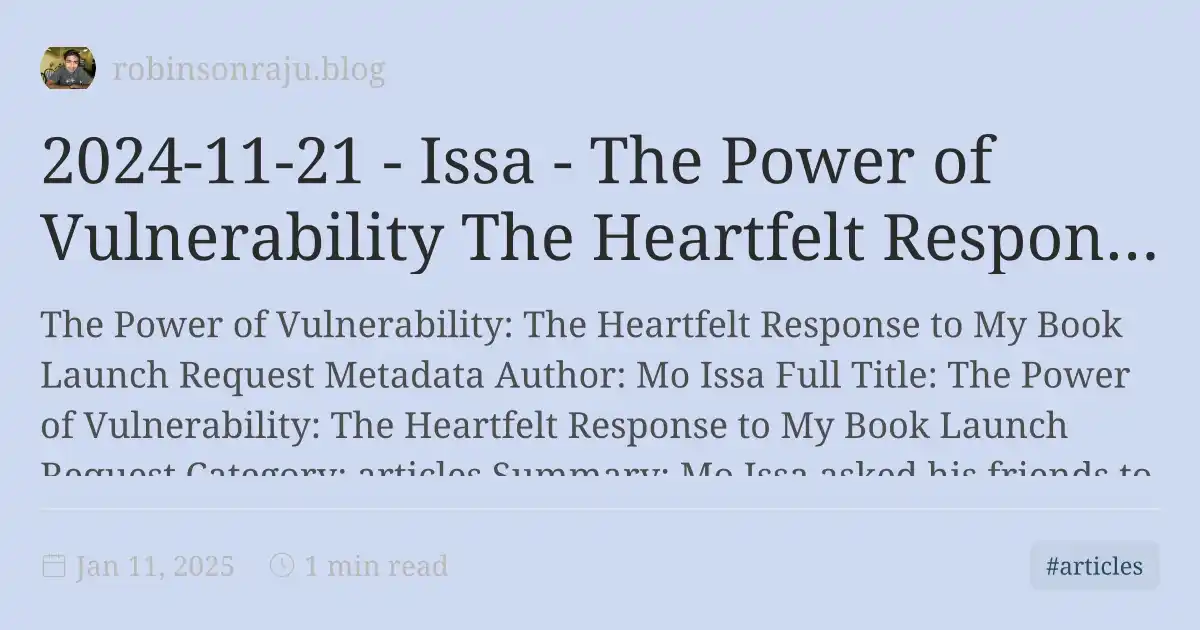 robinsonraju.blog
2024-11-21 - Issa - The Power of
Vulnerability The Heartfelt Respon...
The Power of Vulnerability: The Heartfelt Response to My Book
Launch Request Metadata Author: Mo Issa Full Title: The Power
of Vulnerability: The Heartfelt Response to My Book Launch
Request Category: articles Summary: Mo Issa asked his friends to
Jan 11, 2025
1 min read
#articles